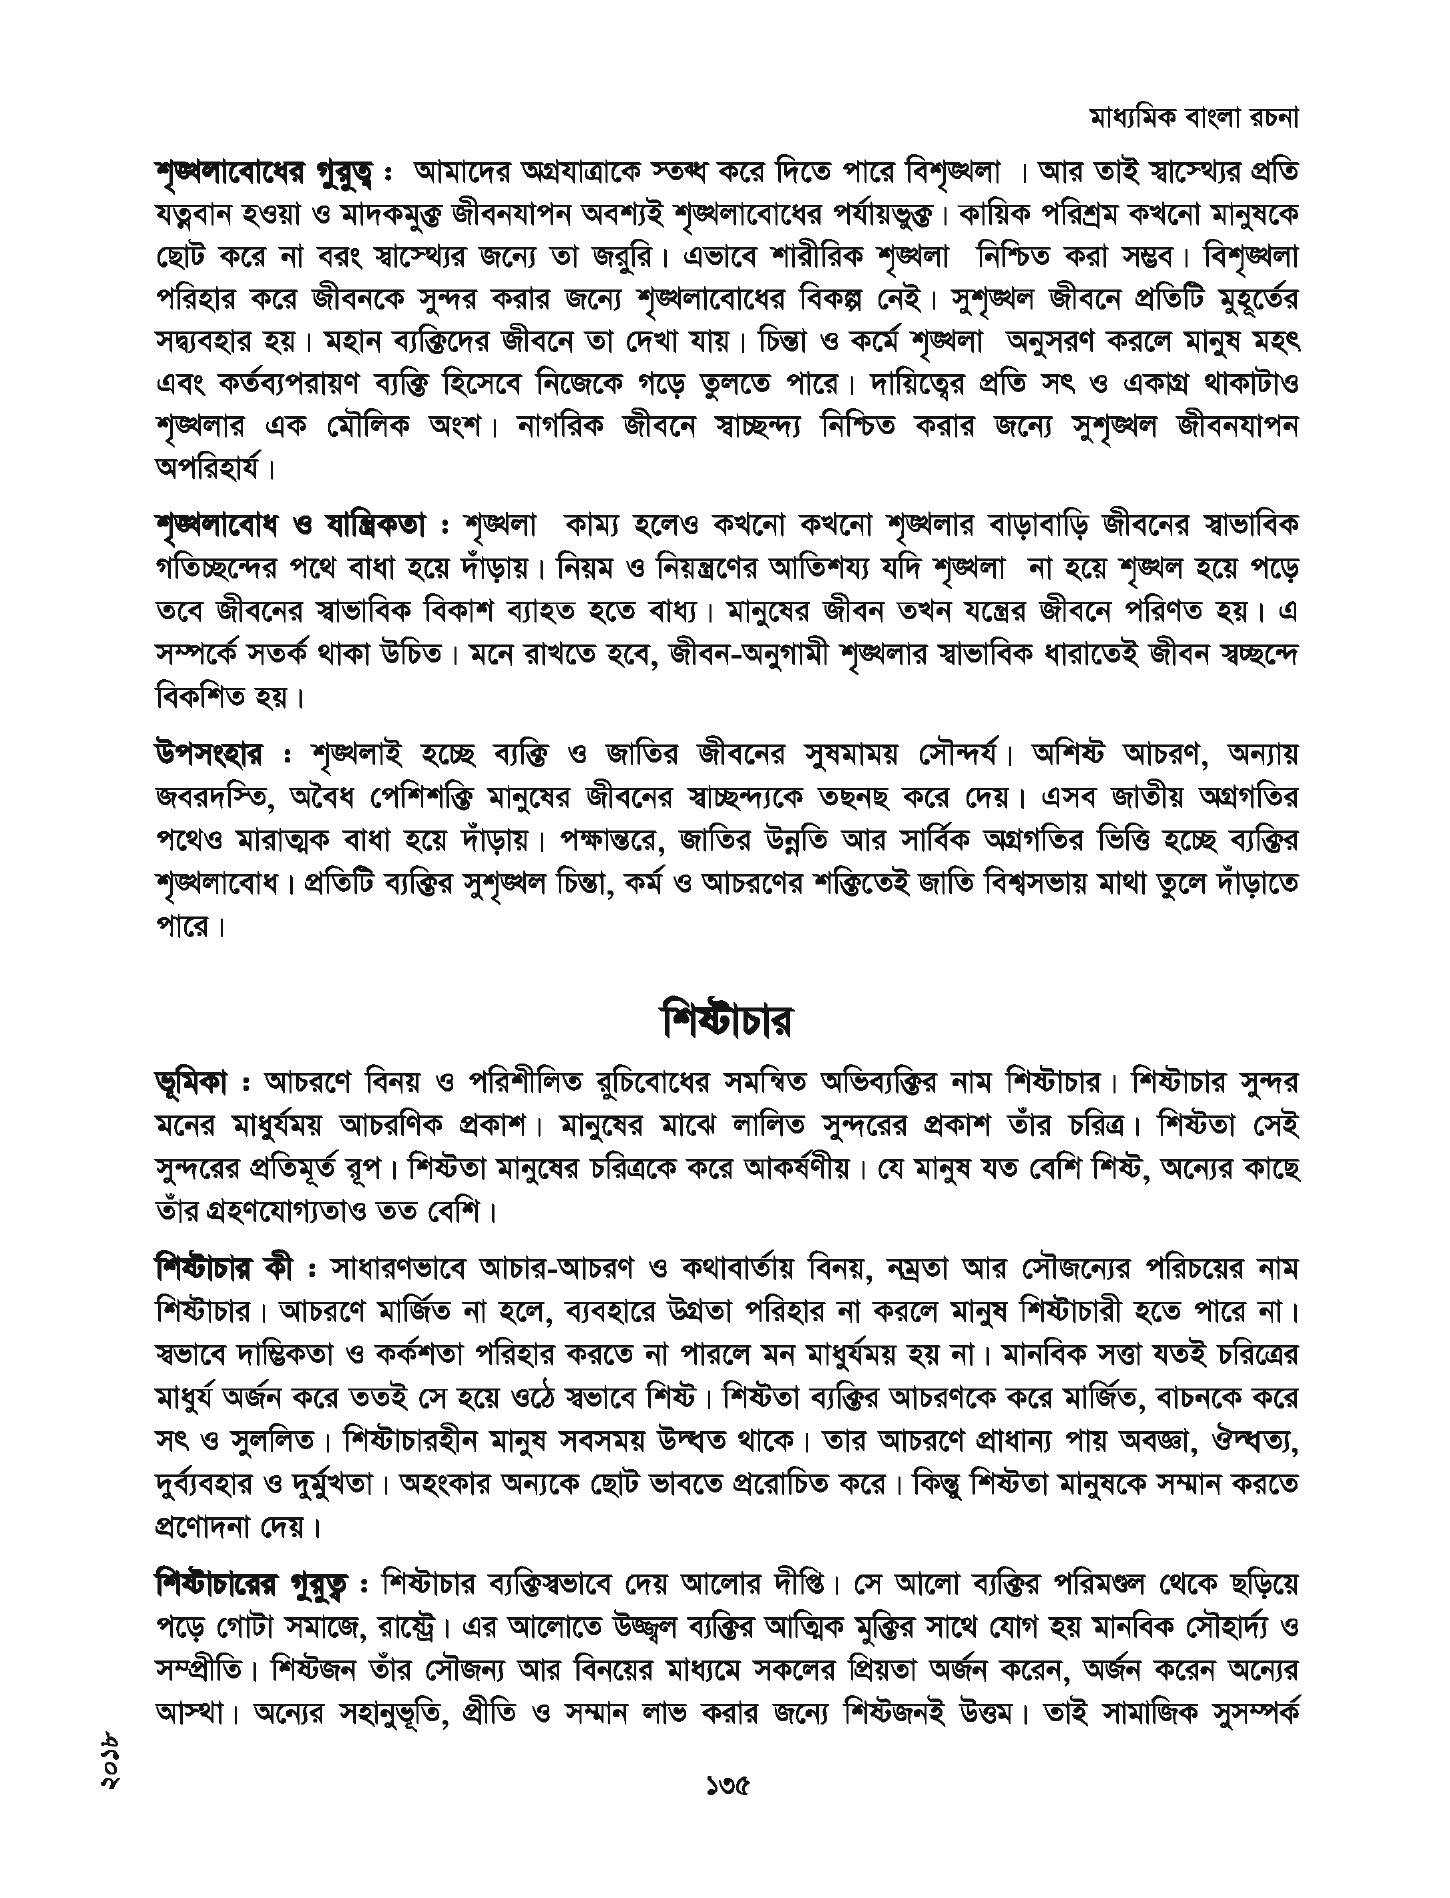 মাধ্যমিক বাংলা রচনা
শৃঙ্খলাবোধের গুরুত্ব : আমাদের অগ্রযাত্রাকে স্তব্ধ করে দিতে পারে বিশৃঙ্খলা । আর তাই স্বাস্থ্যের প্রতি
যত্নবান হওয়া ও মাদকমুক্ত জীবনযাপন অবশ্যই শৃঙ্খলাবোধের পর্যায়ভুক্ত। কায়িক পরিশ্রম কখনো মানুষকে
ছোট করে না বরং স্বাস্থ্যের জন্যে তা জরুরি। এভাবে শারীরিক শৃঙ্খলা নিশ্চিত করা সম্ভব। বিশৃঙ্খলা
পরিহার করে জীবনকে সুন্দর করার জন্যে শৃঙ্খলাবোধের বিকল্প নেই। সুশৃঙ্খল জীবনে প্রতিটি মুহূর্তের
সদ্ব্যবহার হয়। মহান ব্যক্তিদের জীবনে তা দেখা যায়। চিন্তা ও কর্মে শৃঙ্খলা অনুসরণ করলে মানুষ মহৎ
এবং কর্তব্যপরায়ণ ব্যক্তি হিসেবে নিজেকে গড়ে তুলতে পারে। দায়িত্বের প্রতি সৎ ও একাগ্র থাকাটাও
শৃঙ্খলার এক মৌলিক অংশ। নাগরিক জীবনে স্বাচ্ছন্দ্য নিশ্চিত করার জন্যে সুশৃঙ্খল জীবনযাপন
অপরিহার্য।
শৃঙ্খলাবোধ ও যান্ত্রিকতা : শৃঙ্খলা কাম্য হলেও কখনো কখনো শৃঙ্খলার বাড়াবাড়ি জীবনের স্বাভাবিক
গতিচ্ছন্দের পথে বাধা হয়ে দাঁড়ায়। নিয়ম ও নিয়ন্ত্রণের আতিশয্য যদি শৃঙ্খলা না হয়ে শৃঙ্খল হয়ে পড়ে
তবে জীবনের স্বাভাবিক বিকাশ ব্যাহত হতে বাধ্য। মানুষের জীবন তখন যন্ত্রের জীবনে পরিণত হয়। এ
সম্পর্কে সতর্ক থাকা উচিত। মনে রাখতে হবে, জীবন-অনুগামী শৃঙ্খলার স্বাভাবিক ধারাতেই জীবন স্বচ্ছন্দে
বিকশিত হয়।
উপসংহার : শৃঙ্খলাই হচ্ছে ব্যক্তি ও জাতির জীবনের সুষমাময় সৌন্দর্য। অশিষ্ট আচরণ, অন্যায়
জবরদস্তি, অবৈধ পেশিশক্তি মানুষের জীবনের স্বাচ্ছন্দ্যকে তছনছ করে দেয়। এসব জাতীয় অগ্রগতির
পথেও মারাত্মক বাধা হয়ে দাঁড়ায়। পক্ষান্তরে, জাতির উন্নতি আর সার্বিক অগ্রগতির ভিত্তি হচ্ছে ব্যক্তির
শৃঙ্খলাবোধ। প্রতিটি ব্যক্তির সুশৃঙ্খল চিন্তা, কর্ম ও আচরণের শক্তিতেই জাতি বিশ্বসভায় মাথা তুলে দাঁড়াতে
পারে।
শিষ্টাচার
ভূমিকা : আচরণে বিনয় ও পরিশীলিত রুচিবোধের সমন্বিত অভিব্যক্তির নাম শিষ্টাচার। শিষ্টাচার সুন্দর
মনের মাধুর্যময় আচরণিক প্রকাশ। মানুষের মাঝে লালিত সুন্দরের প্রকাশ তাঁর চরিত্র। শিষ্টতা সেই
সুন্দরের প্রতিমূর্ত রূপ। শিষ্টতা মানুষের চরিত্রকে করে আকর্ষণীয়। যে মানুষ যত বেশি শিষ্ট, অন্যের কাছে
তাঁর গ্রহণযোগ্যতাও তত বেশি।
শিষ্টাচার কী : সাধারণভাবে আচার-আচরণ ও কথাবার্তায় বিনয়, নম্রতা আর সৌজন্যের পরিচয়ের নাম
শিষ্টাচার। আচরণে মার্জিত না হলে, ব্যবহারে উগ্রতা পরিহার না করলে মানুষ শিষ্টাচারী হতে পারে না।
স্বভাবে দাম্ভিকতা ও কর্কশতা পরিহার করতে না পারলে মন মাধুর্যময় হয় না। মানবিক সত্তা যতই চরিত্রের
মাধুর্য অর্জন করে ততই সে হয়ে ওঠে স্বভাবে শিষ্ট। শিষ্টতা ব্যক্তির আচরণকে করে মার্জিত, বাচনকে করে
সৎ ও সুললিত। শিষ্টাচারহীন মানুষ সবসময় উদ্ধত থাকে। তার আচরণে প্রাধান্য পায় অবজ্ঞা, ঔদ্ধত্য,
দুর্ব্যবহার ও দুর্মুখতা। অহংকার অন্যকে ছোট ভাবতে প্ররোচিত করে। কিন্তু শিষ্টতা মানুষকে সম্মান করতে
প্রণোদনা দেয়।
শিষ্টাচারের গুরুত্ব : শিষ্টাচার ব্যক্তিস্বভাবে দেয় আলোর দীপ্তি। সে আলো ব্যক্তির পরিমণ্ডল থেকে ছড়িয়ে
পড়ে গোটা সমাজে, রাষ্ট্রে। এর আলোতে উজ্জ্বল ব্যক্তির আত্মিক মুক্তির সাথে যোগ হয় মানবিক সৌহার্দ্য ও
সম্প্রীতি। শিষ্টজন তাঁর সৌজন্য আর বিনয়ের মাধ্যমে সকলের প্রিয়তা অর্জন করেন, অর্জন করেন অন্যের
আস্থা। অন্যের সহানুভূতি, প্রীতি ও সম্মান লাভ করার জন্যে শিষ্টজনই উত্তম। তাই সামাজিক সুসম্পর্ক
২০১৮
১৩৫